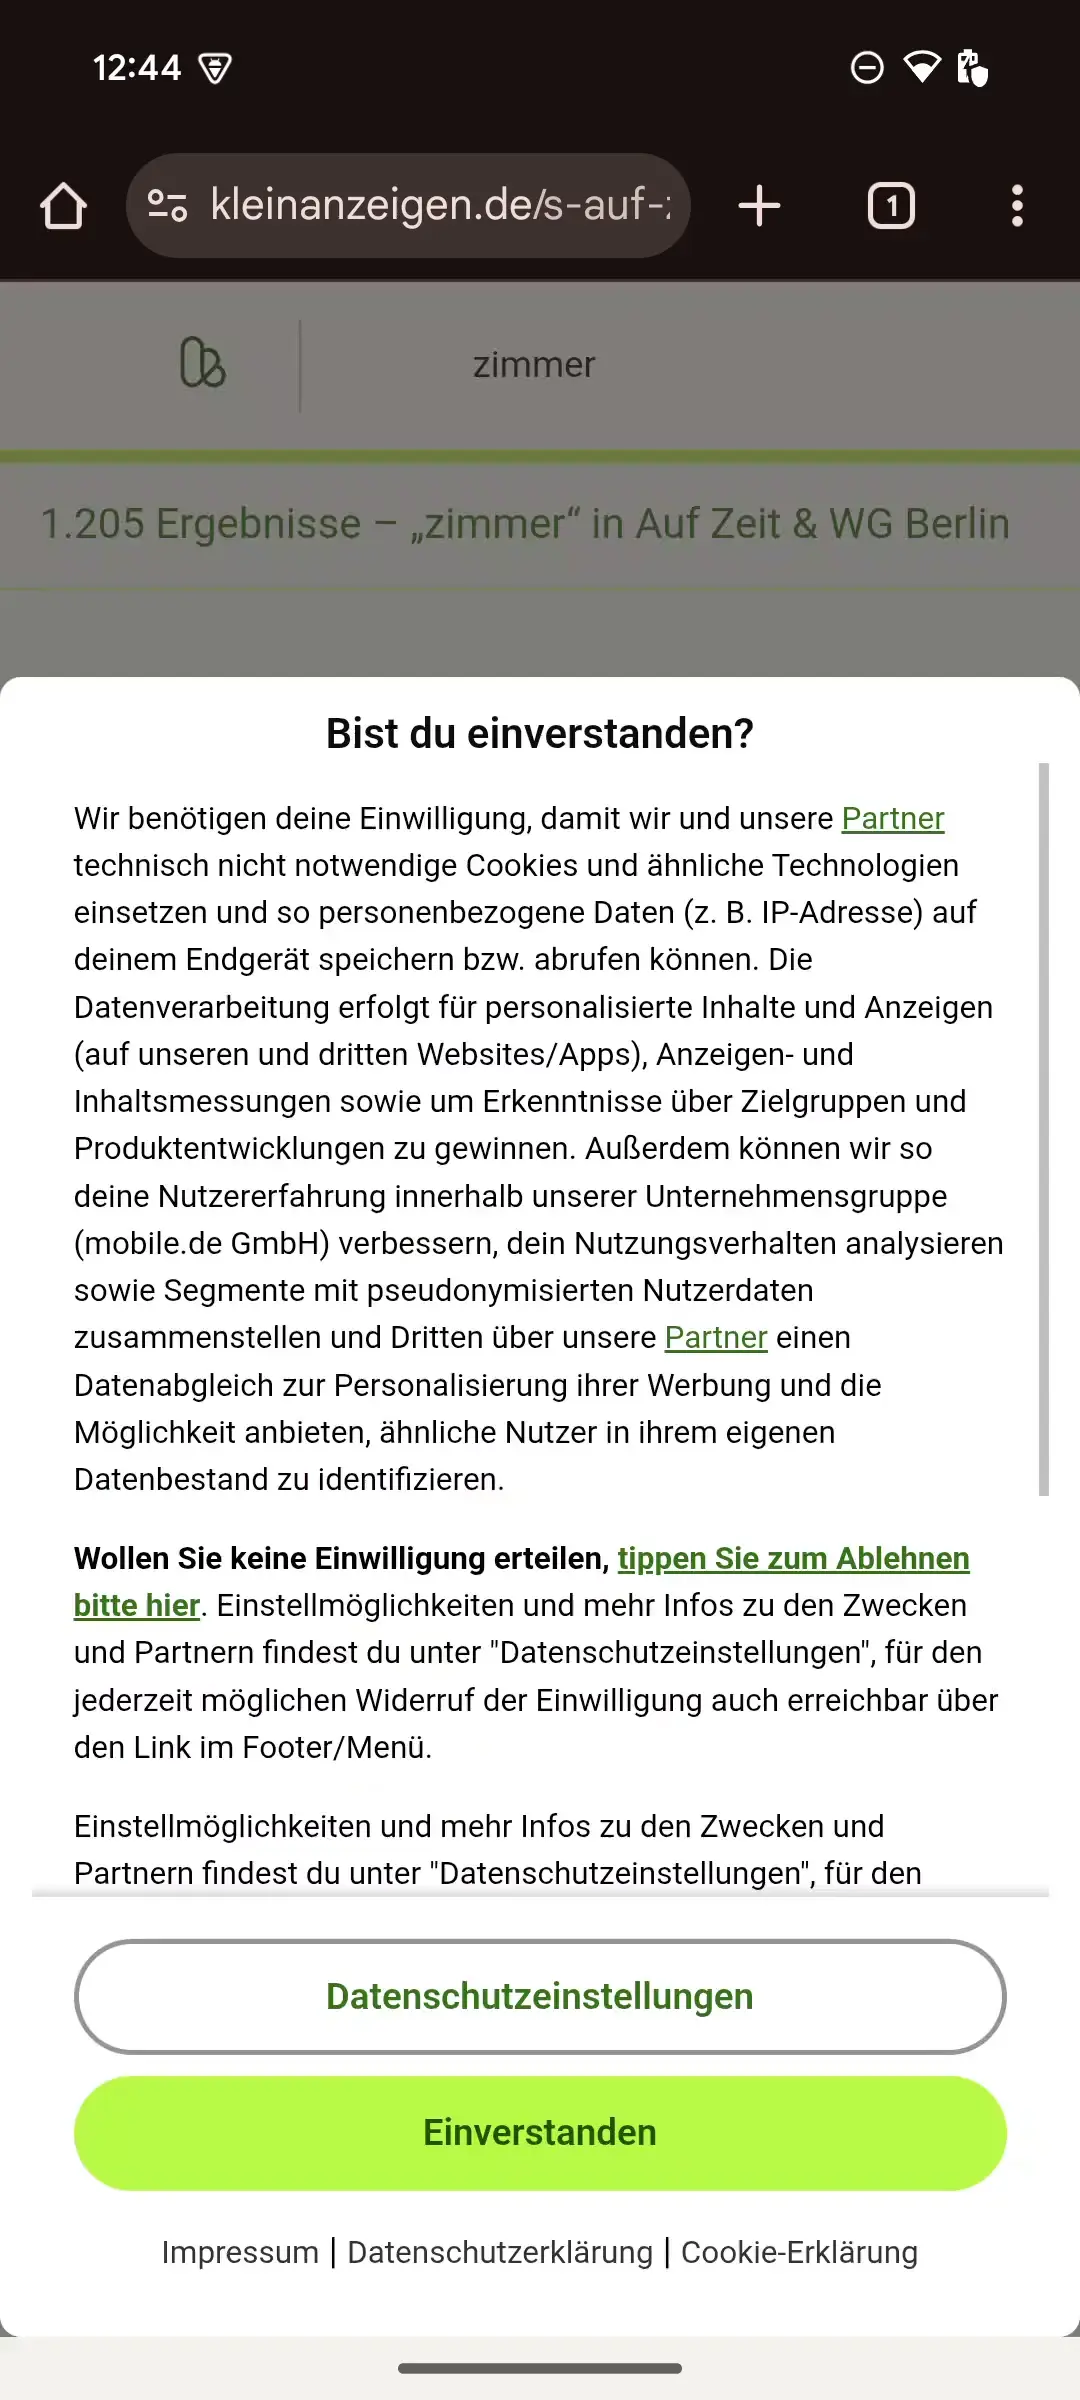 12:44
kleinanzeigen.de/s-auf-
1
zimmer
1.205 Ergebnisse – „zimmer“ in Auf Zeit & WG Berlin
Bist du einverstanden?
Wir benötigen deine Einwilligung, damit wir und unsere Partner
technisch nicht notwendige Cookies und ähnliche Technologien
einsetzen und so personenbezogene Daten (z. B. IP-Adresse) auf
deinem Endgerät speichern bzw. abrufen können. Die
Datenverarbeitung erfolgt für personalisierte Inhalte und Anzeigen
(auf unseren und dritten Websites/Apps), Anzeigen- und
Inhaltsmessungen sowie um Erkenntnisse über Zielgruppen und
Produktentwicklungen zu gewinnen. Außerdem können wir so
deine Nutzererfahrung innerhalb unserer Unternehmensgruppe
(mobile.de GmbH) verbessern, dein Nutzungsverhalten analysieren
sowie Segmente mit pseudonymisierten Nutzerdaten
zusammenstellen und Dritten über unsere Partner einen
Datenabgleich zur Personalisierung ihrer Werbung und die
Möglichkeit anbieten, ähnliche Nutzer in ihrem eigenen
Datenbestand zu identifizieren.
Wollen Sie keine Einwilligung erteilen, tippen Sie zum Ablehnen
bitte hier. Einstellmöglichkeiten und mehr Infos zu den Zwecken
und Partnern findest du unter "Datenschutzeinstellungen", für den
jederzeit möglichen Widerruf der Einwilligung auch erreichbar über
den Link im Footer/Menü.
Einstellmöglichkeiten und mehr Infos zu den Zwecken und
Partnern findest du unter "Datenschutzeinstellungen", für den
Datenschutzeinstellungen
Einverstanden
Impressum | Datenschutzerklärung | Cookie-Erklärung